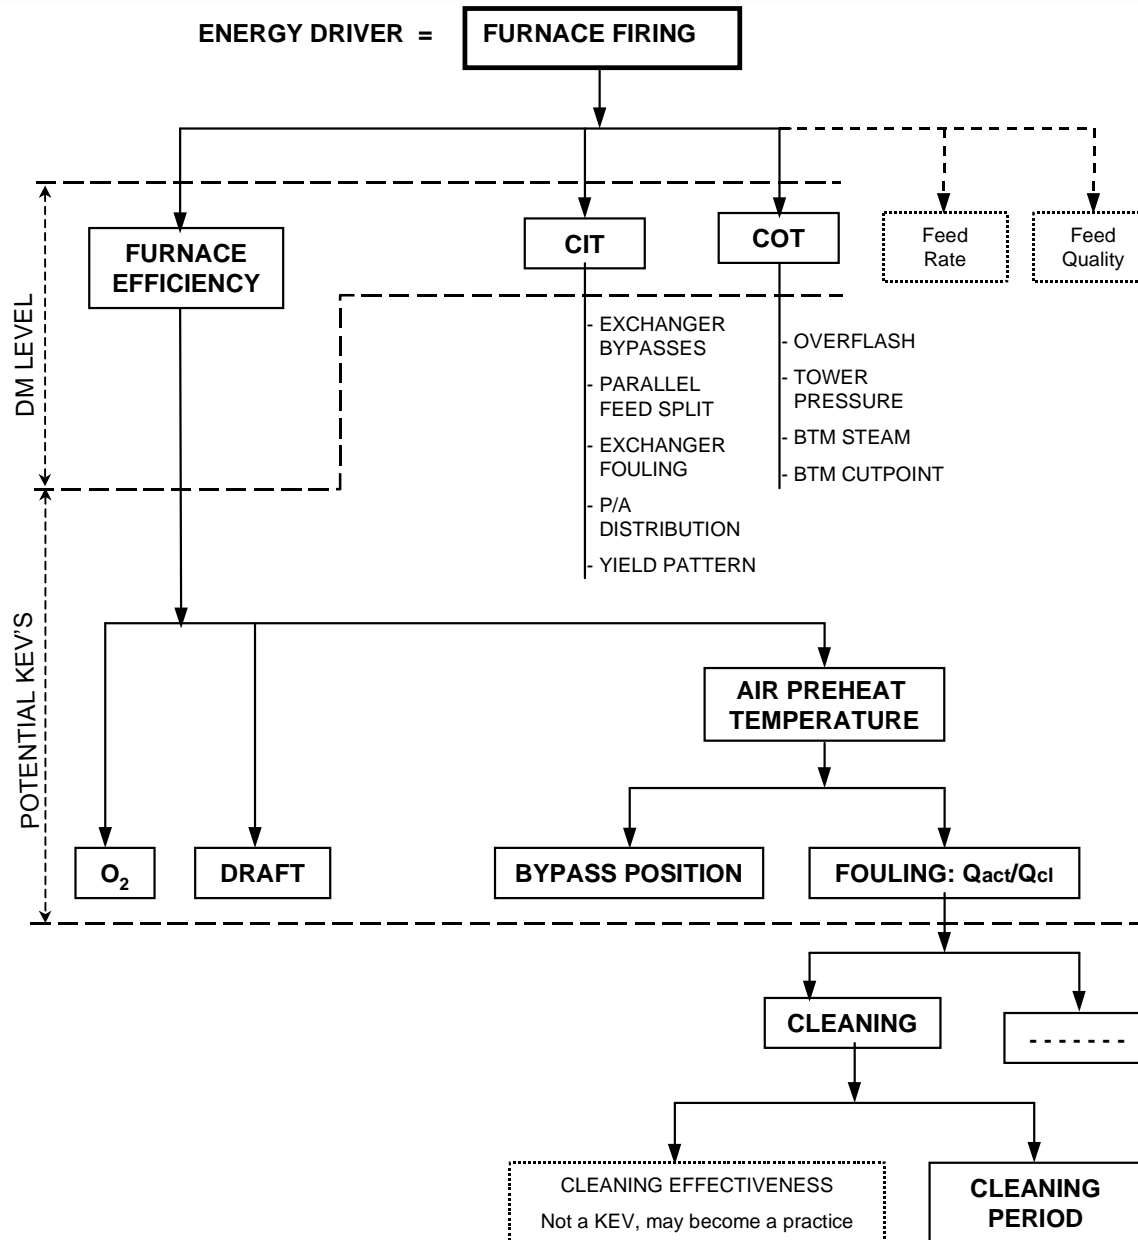 ENERGY DRIVER =
FURNACE FIRING
FURNACE
EFFICIENCY
CIT
COT
Feed
Rate
Feed
Quality
DM LEVEL
- EXCHANGER
BYPASSES
- PARALLEL
FEED SPLIT
- EXCHANGER
FOULING
- P/A
DISTRIBUTION
- YIELD PATTERN
- OVERFLASH
- TOWER
PRESSURE
- BTM STEAM
- BTM CUTPOINT
POTENTIAL KEV'S
AIR PREHEAT
TEMPERATURE
O₂
DRAFT
BYPASS POSITION
FOULING: Qact/Qcl
CLEANING
- - - - - - -
CLEANING EFFECTIVENESS
Not a KEV, may become a practice
CLEANING
PERIOD